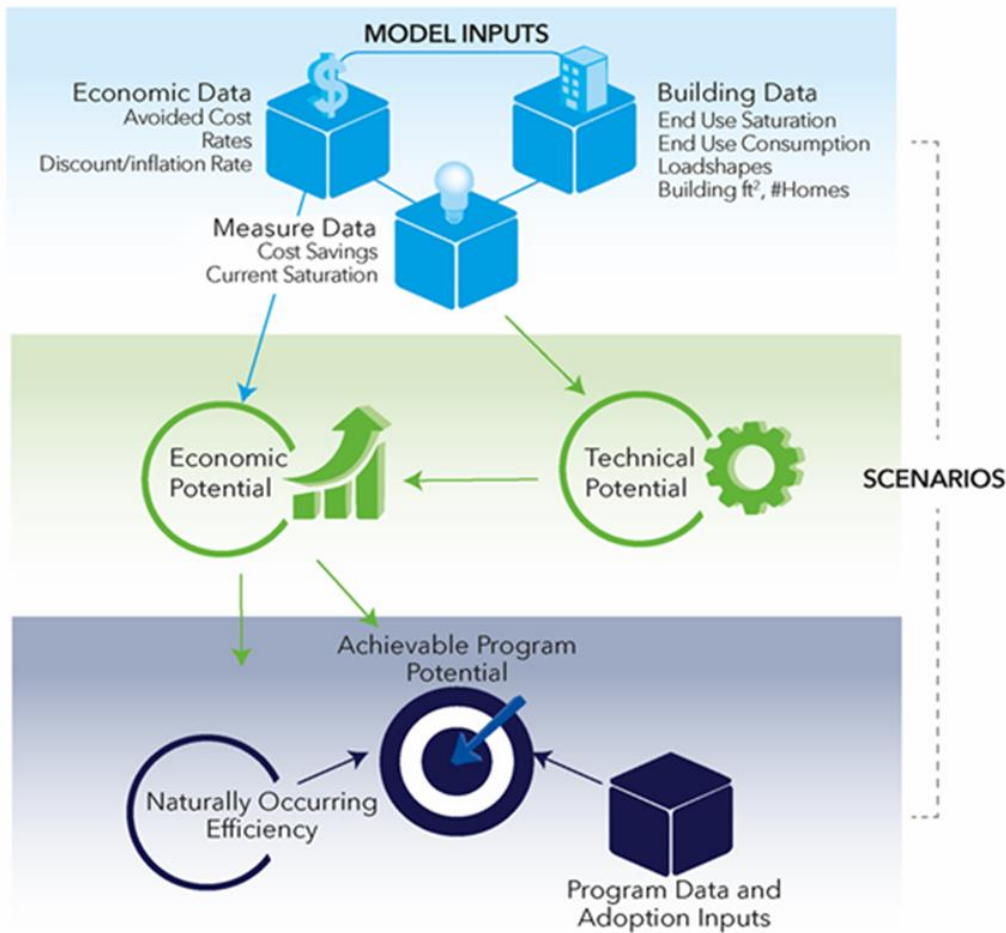 MODEL INPUTS
Economic Data
Avoided Cost
Rates
Discount/inflation Rate
Building Data
End Use Saturation
End Use Consumption
Loadshapes
Building ft², #Homes
Measure Data
Cost Savings
Current Saturation
Economic
Potential
Technical
Potential
SCENARIOS
Achievable Program
Potential
Naturally Occurring
Efficiency
Program Data and
Adoption Inputs